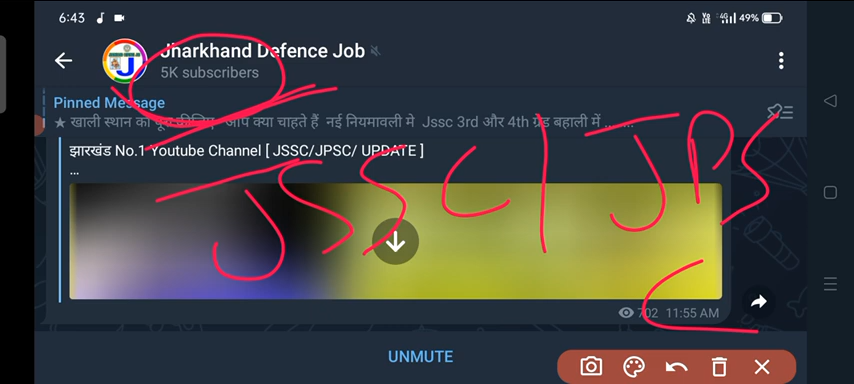 6:43 49%
Jharkhand Defence Job
5K subscribers
Pinned Message
★ खाली स्थान को पूरा कीजिए आप क्या चाहते हैं नई नियमावली मे Jssc 3rd और 4th ग्रेड बहाली में
झारखंड No.1 Youtube Channel [ JSSC/JPSC/ UPDATE ]
...
JSSC/JPSC
702 11:55 AM
UNMUTE